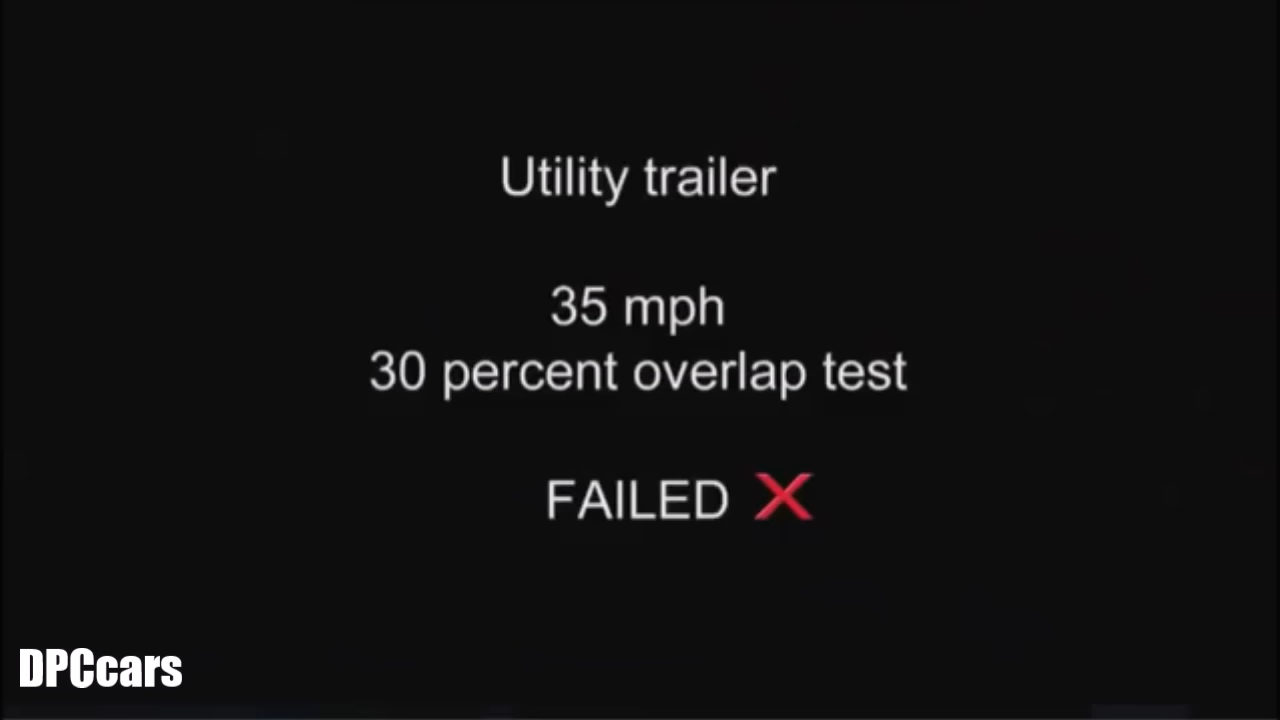 Utility trailer
35 mph
30 percent overlap test
FAILED ❌
DPCcars